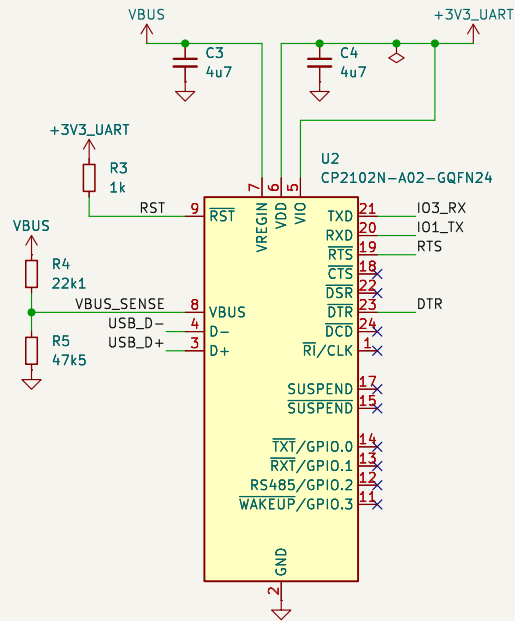 VBUS
+3V3_UART
C3
4u7
C4
4u7
+3V3_UART
R3
1k
U2
CP2102N-A02-GQFN24
7
6
5
VREGIN
VDD
VIO
RST
9
RST
TXD
21
IO3_RX
RXD
20
IO1_TX
RTS
19
RTS
CTS
18
VBUS
R4
22k1
DSR
22
VBUS_SENSE
8
VBUS
DTR
23
DTR
USB_D-
4
D-
DCD
24
USB_D+
3
D+
RI/CLK
1
R5
47k5
SUSPEND
17
SUSPEND
15
TXT/GPIO.0
14
RXT/GPIO.1
13
RS485/GPIO.2
12
WAKEUP/GPIO.3
11
GND
2